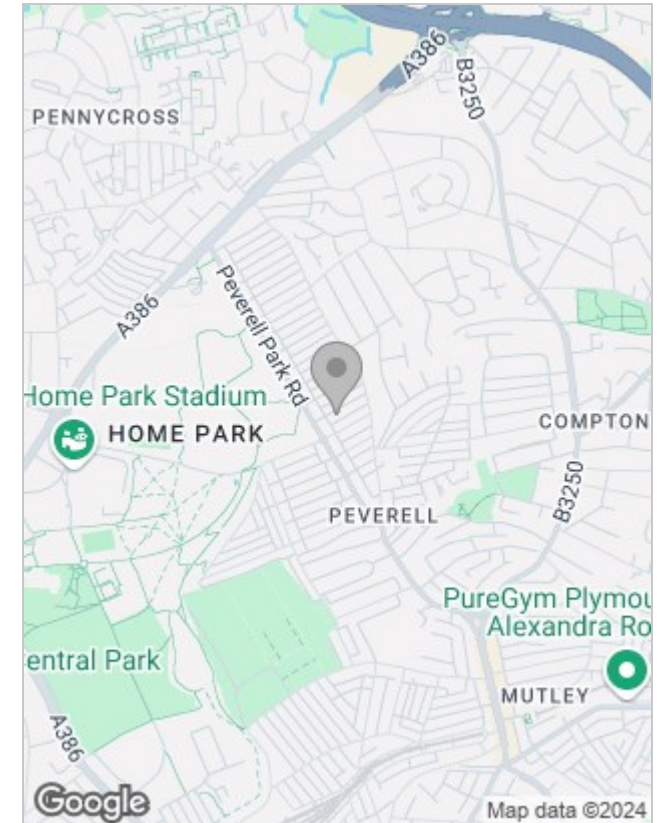 A386
B3250
PENNYCROSS
Peverell Park Rd
A386
Home Park Stadium
HOME PARK
COMPTON
B3250
PEVERELL
PureGym Plymou
Alexandra Ro
entral Park
MUTLEY
A386
Google
Map data ©2024